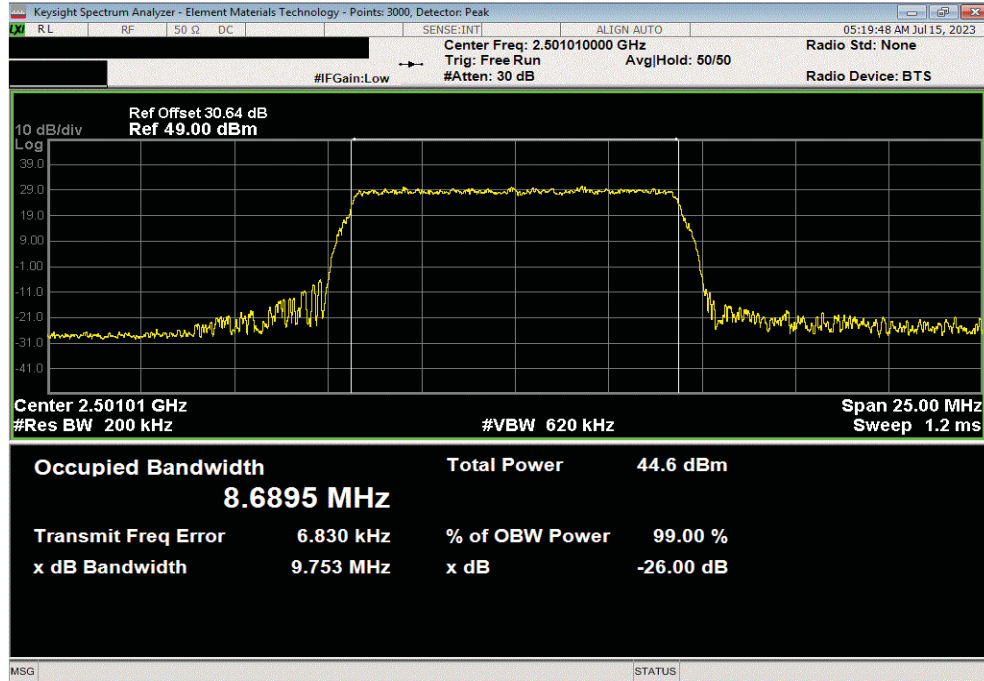 Keysight Spectrum Analyzer - Element Materials Technology - Points: 3000, Detector: Peak
LXI RL RF 50 Ω DC SENSE:INT ALIGN AUTO 05:19:48 AM Jul 15, 2023
Center Freq: 2.501010000 GHz Radio Std: None
Trig: Free Run Avg|Hold: 50/50
#IFGain:Low #Atten: 30 dB Radio Device: BTS
Ref Offset 30.64 dB
10 dB/div Ref 49.00 dBm
Log
39.0
29.0
19.0
9.00
-1.00
-11.0
-21.0
-31.0
-41.0
Center 2.50101 GHz Span 25.00 MHz
#Res BW 200 kHz #VBW 620 kHz Sweep 1.2 ms
Occupied Bandwidth Total Power 44.6 dBm
8.6895 MHz
Transmit Freq Error 6.830 kHz % of OBW Power 99.00 %
x dB Bandwidth 9.753 MHz x dB -26.00 dB
MSG STATUS